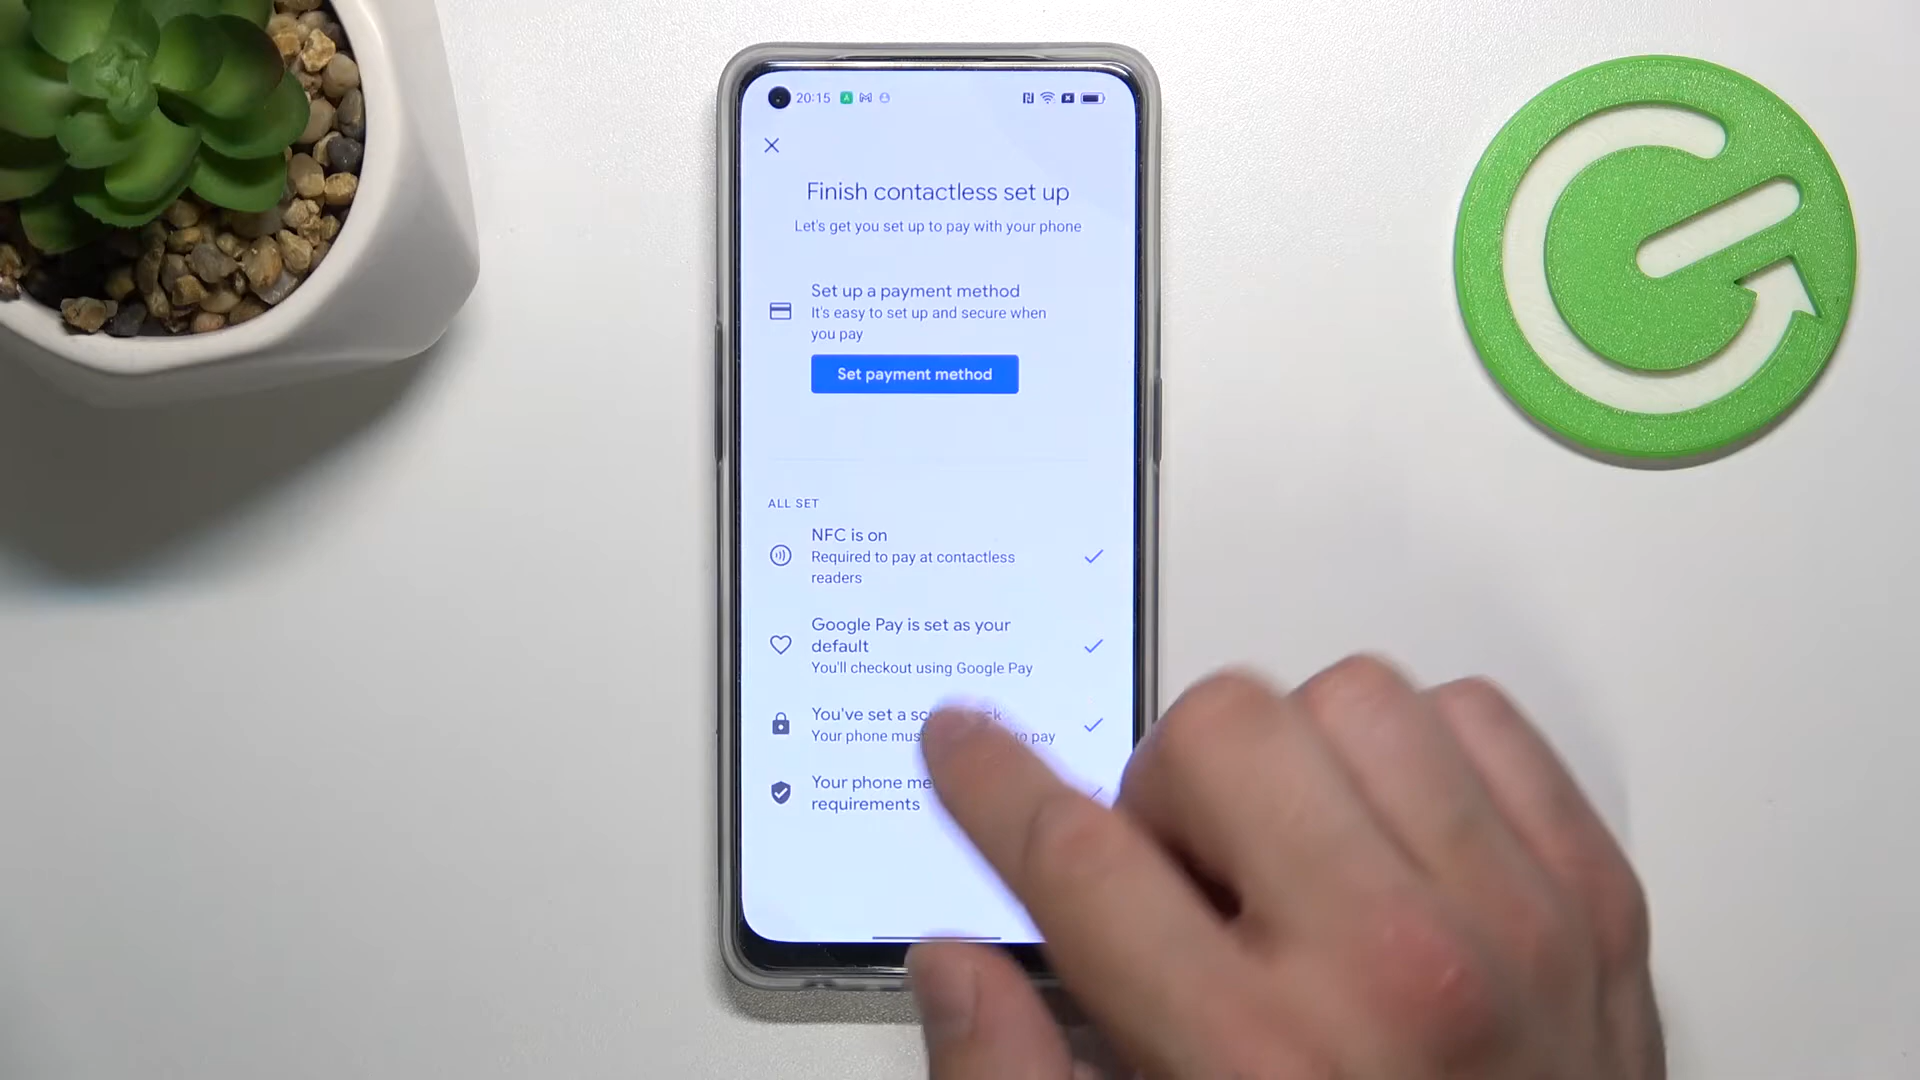 20:15
Finish contactless set up
Let's get you set up to pay with your phone
Set up a payment method
It's easy to set up and secure when
you pay
Set payment method
ALL SET
NFC is on
Required to pay at contactless
readers
Google Pay is set as your
default
You'll checkout using Google Pay
You've set a
Your phone to pay
Your phone
requirements